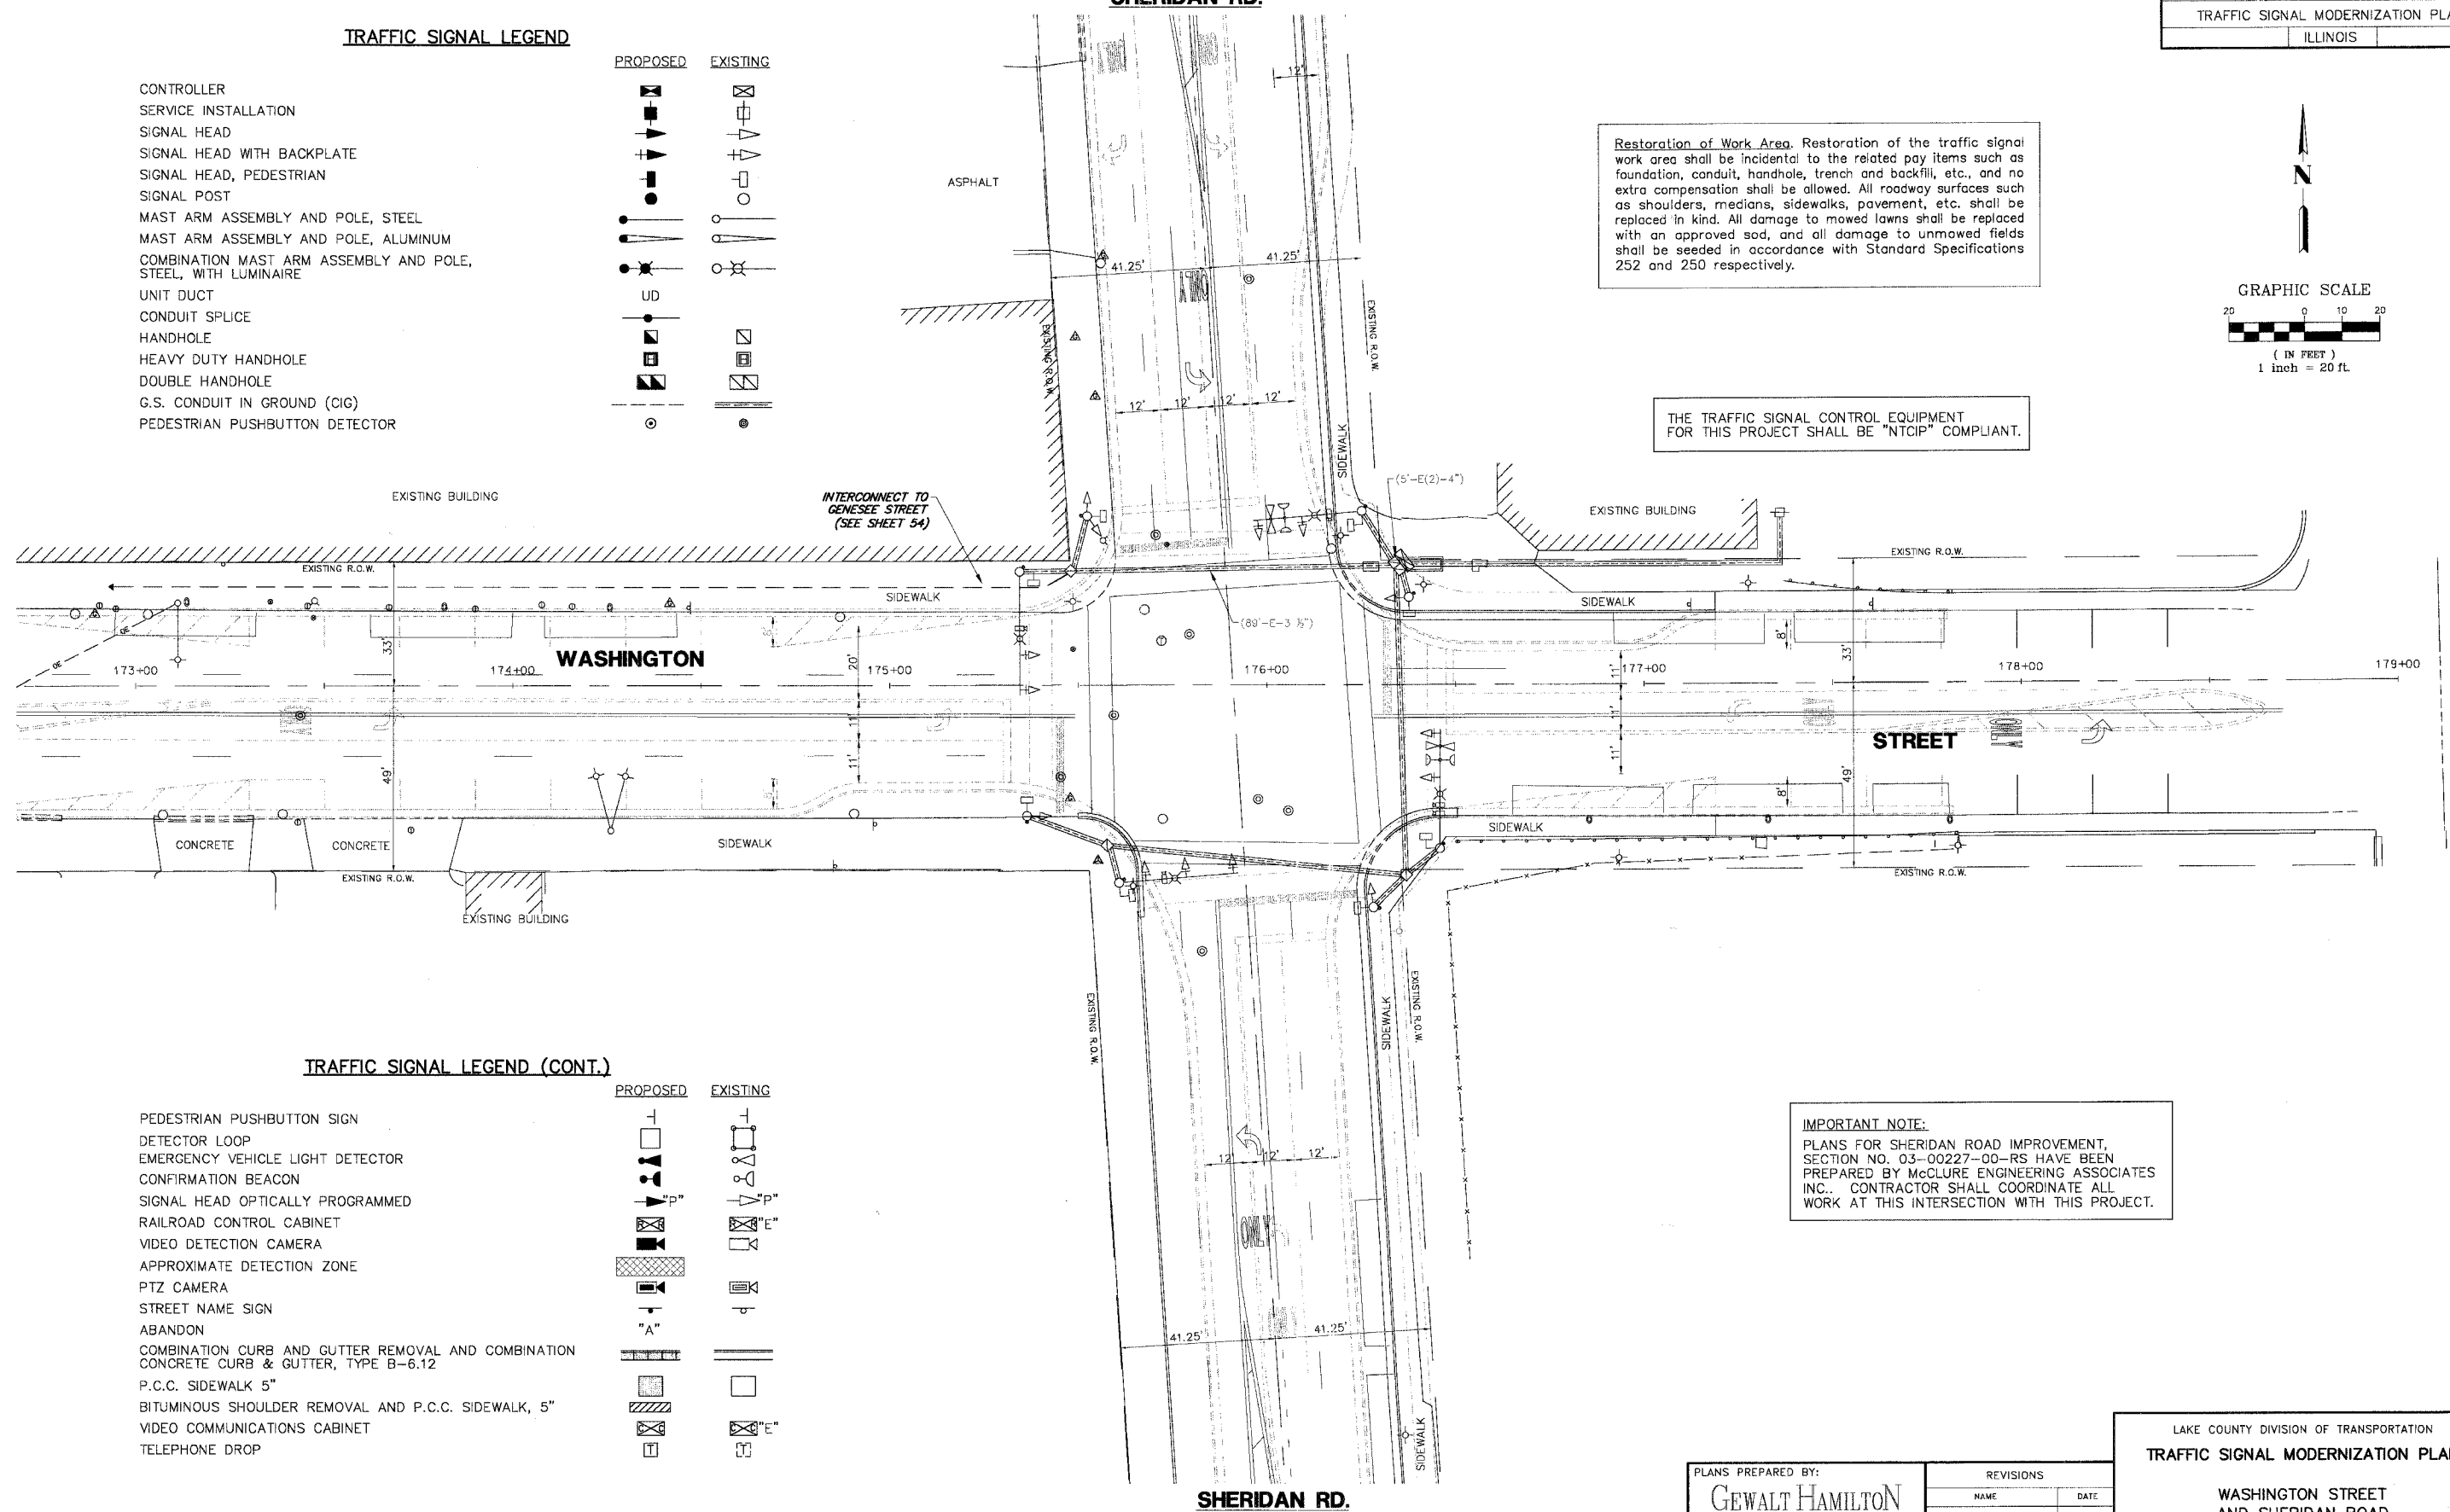 SHERIDAN RD.
TRAFFIC SIGNAL MODERNIZATION
ILLINOIS
TRAFFIC SIGNAL LEGEND
PROPOSED EXISTING
CONTROLLER
SERVICE INSTALLATION
SIGNAL HEAD
SIGNAL HEAD WITH BACKPLATE
SIGNAL HEAD, PEDESTRIAN
SIGNAL POST
MAST ARM ASSEMBLY AND POLE, STEEL
MAST ARM ASSEMBLY AND POLE, ALUMINUM
COMBINATION MAST ARM ASSEMBLY AND POLE,
STEEL, WITH LUMINAIRE
UNIT DUCT UD
CONDUIT SPLICE
HANDHOLE
HEAVY DUTY HANDHOLE H H
DOUBLE HANDHOLE
G.S. CONDUIT IN GROUND (CIG)
PEDESTRIAN PUSHBUTTON DETECTOR
Restoration of Work Area. Restoration of the traffic signal
work area shall be incidental to the related pay items such as
foundation, conduit, handhole, trench and backfill, etc., and no
extra compensation shall be allowed. All roadway surfaces such
as shoulders, medians, sidewalks, pavement, etc. shall be
replaced in kind. All damage to mowed lawns shall be replaced
with an approved sod, and all damage to unmowed fields
shall be seeded in accordance with Standard Specifications
252 and 250 respectively.
N
GRAPHIC SCALE
20 0 10 20
( IN FEET )
1 inch = 20 ft.
THE TRAFFIC SIGNAL CONTROL EQUIPMENT
FOR THIS PROJECT SHALL BE "NTCIP" COMPLIANT.
12'
ASPHALT
41.25'
41.25'
ONLY
EXISTING R.O.W.
EXISTING R.O.W.
12' 12' 12' 12'
SIDEWALK
(5'-E(2)-4")
EXISTING BUILDING
INTERCONNECT TO
GENESEE STREET
(SEE SHEET 54)
EXISTING BUILDING
EXISTING R.O.W.
EXISTING R.O.W.
SIDEWALK
SIDEWALK
(89'-E-3 ½")
33'
20'
8'
33'
WASHINGTON
173+00 174+00 175+00 176+00 177+00 178+00 179+00
11'
11'
11'
11'
11'
49'
49'
8'
STREET
ONLY
OE
OE
CONCRETE
CONCRETE
SIDEWALK
SIDEWALK
EXISTING R.O.W.
EXISTING R.O.W.
EXISTING BUILDING
EXISTING R.O.W.
SIDEWALK
EXISTING R.O.W.
12' 12' 12'
ONLY
41.25'
41.25'
SIDEWALK
SHERIDAN RD.
TRAFFIC SIGNAL LEGEND (CONT.)
PROPOSED EXISTING
PEDESTRIAN PUSHBUTTON SIGN
DETECTOR LOOP
EMERGENCY VEHICLE LIGHT DETECTOR
CONFIRMATION BEACON
SIGNAL HEAD OPTICALLY PROGRAMMED "P" "P"
RAILROAD CONTROL CABINET "E"
VIDEO DETECTION CAMERA
APPROXIMATE DETECTION ZONE
PTZ CAMERA
STREET NAME SIGN
ABANDON "A"
COMBINATION CURB AND GUTTER REMOVAL AND COMBINATION
CONCRETE CURB & GUTTER, TYPE B-6.12
P.C.C. SIDEWALK 5"
BITUMINOUS SHOULDER REMOVAL AND P.C.C. SIDEWALK, 5"
VIDEO COMMUNICATIONS CABINET "E"
TELEPHONE DROP T T
IMPORTANT NOTE:
PLANS FOR SHERIDAN ROAD IMPROVEMENT,
SECTION NO. 03-00227-00-RS HAVE BEEN
PREPARED BY McCLURE ENGINEERING ASSOCIATES
INC.. CONTRACTOR SHALL COORDINATE ALL
WORK AT THIS INTERSECTION WITH THIS PROJECT.
PLANS PREPARED BY:
GEWALT HAMILTON
REVISIONS
NAME DATE
LAKE COUNTY DIVISION OF TRANSPORTATION
TRAFFIC SIGNAL MODERNIZATION
WASHINGTON STREET
AND SHERIDAN ROAD